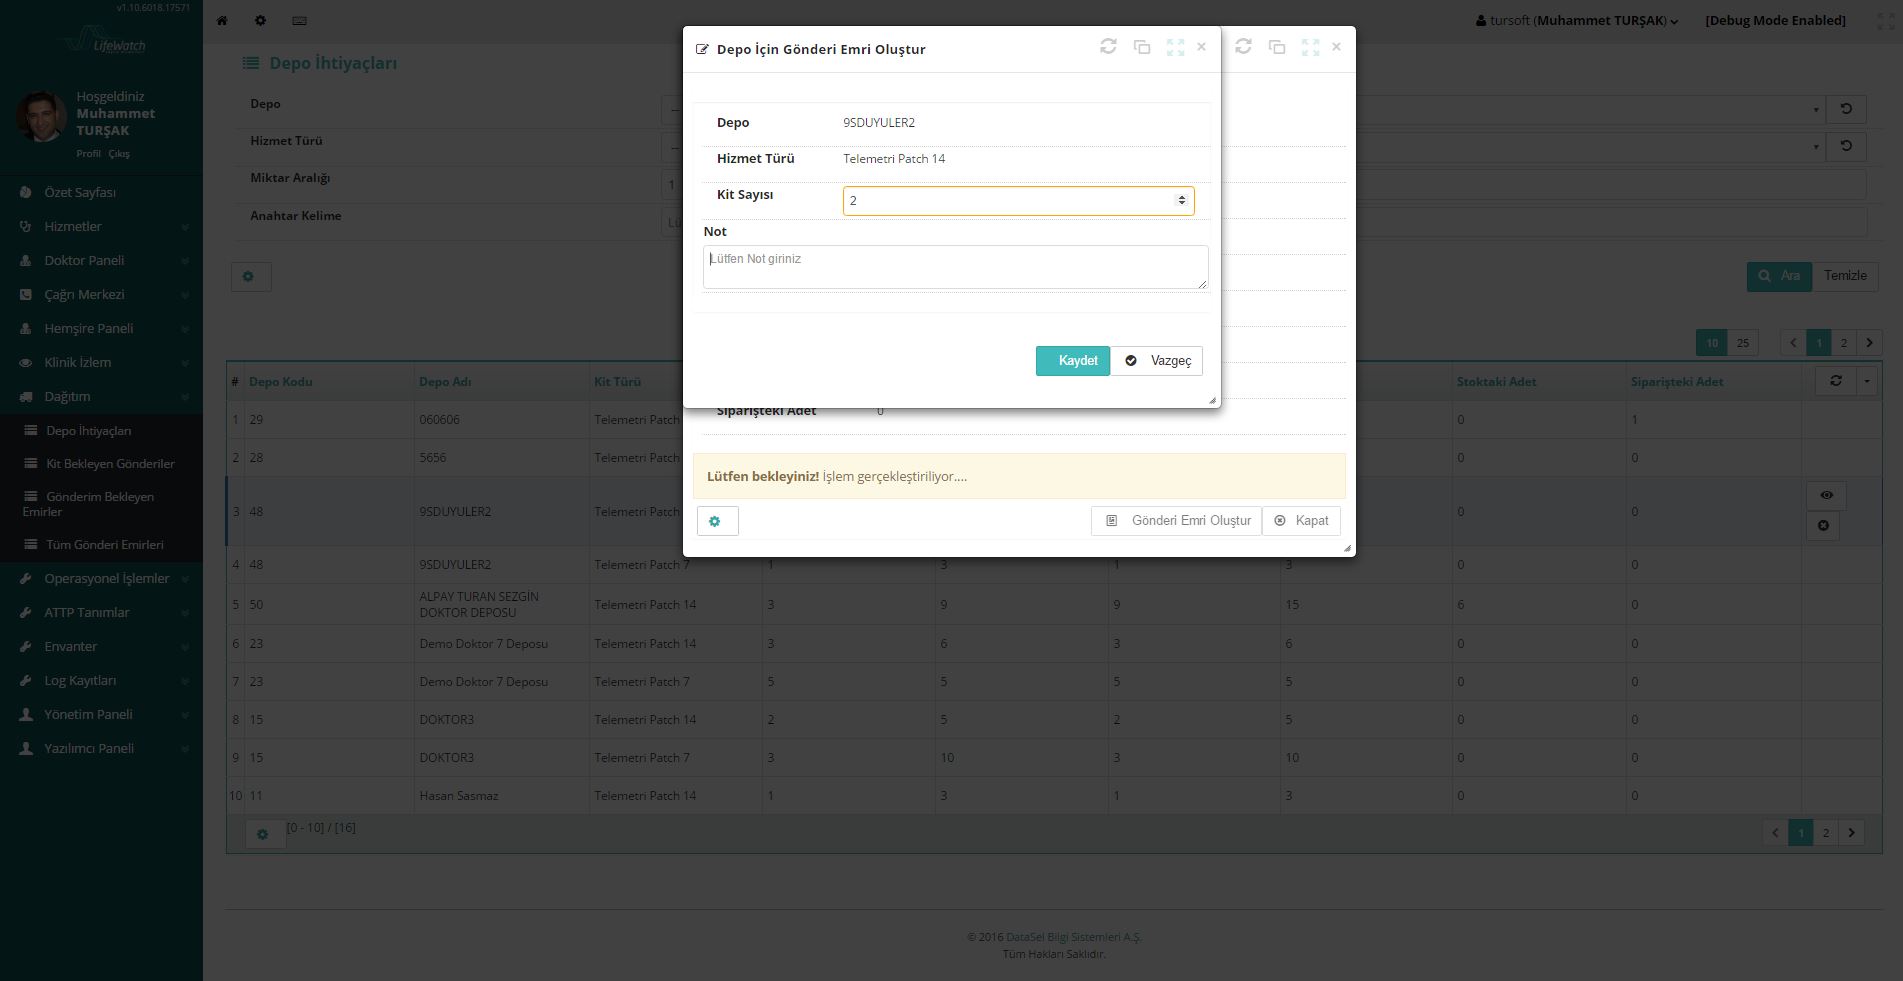 v1.10.6018.17571
LifeWatch
Hoşgeldiniz
Muhammet
TURŞAK
Profil Çıkış
Özet Sayfası
Hizmetler
Doktor Paneli
Çağrı Merkezi
Hemşire Paneli
Klinik İzlem
Dağıtım
Depo İhtiyaçları
Kit Bekleyen Gönderiler
Gönderim Bekleyen
Emirler
Tüm Gönderi Emirleri
Operasyonel İşlemler
ATTP Tanımlar
Envanter
Log Kayıtları
Yönetim Paneli
Yazılımcı Paneli
tursoft (Muhammet TURŞAK)
[Debug Mode Enabled]
Depo İhtiyaçları
Depo
Hizmet Türü
Miktar Aralığı
1
Anahtar Kelime
Lü
Ara
Temizle
10 25
1 2
Depo İçin Gönderi Emri Oluştur
Depo 9SDUYULER2
Hizmet Türü Telemetri Patch 14
Kit Sayısı 2
Not
Lütfen Not giriniz
Kaydet
Vazgeç
Siparişteki Adet 0
Lütfen bekleyiniz! İşlem gerçekleştiriliyor....
Gönderi Emri Oluştur
Kapat
# Depo Kodu Depo Adı Kit Türü Stoktaki Adet Siparişteki Adet
1 29 060606 Telemetri Patch 0 1
2 28 5656 Telemetri Patch 0 0
3 48 9SDUYULER2 Telemetri Patch 0 0
4 48 9SDUYULER2 Telemetri Patch 7 1 3 1 3 0 0
5 50 ALPAY TURAN SEZGİN DOKTOR DEPOSU Telemetri Patch 14 3 9 9 15 6 0
6 23 Demo Doktor 7 Deposu Telemetri Patch 14 3 6 3 6 0 0
7 23 Demo Doktor 7 Deposu Telemetri Patch 7 5 5 5 5 0 0
8 15 DOKTOR3 Telemetri Patch 14 2 5 2 5 0 0
9 15 DOKTOR3 Telemetri Patch 7 3 10 3 10 0 0
10 11 Hasan Sasmaz Telemetri Patch 14 1 3 1 3 0 0
[0 - 10] / [16]
1 2
© 2016 DataSel Bilgi Sistemleri A.Ş.
Tüm Hakları Saklıdır.